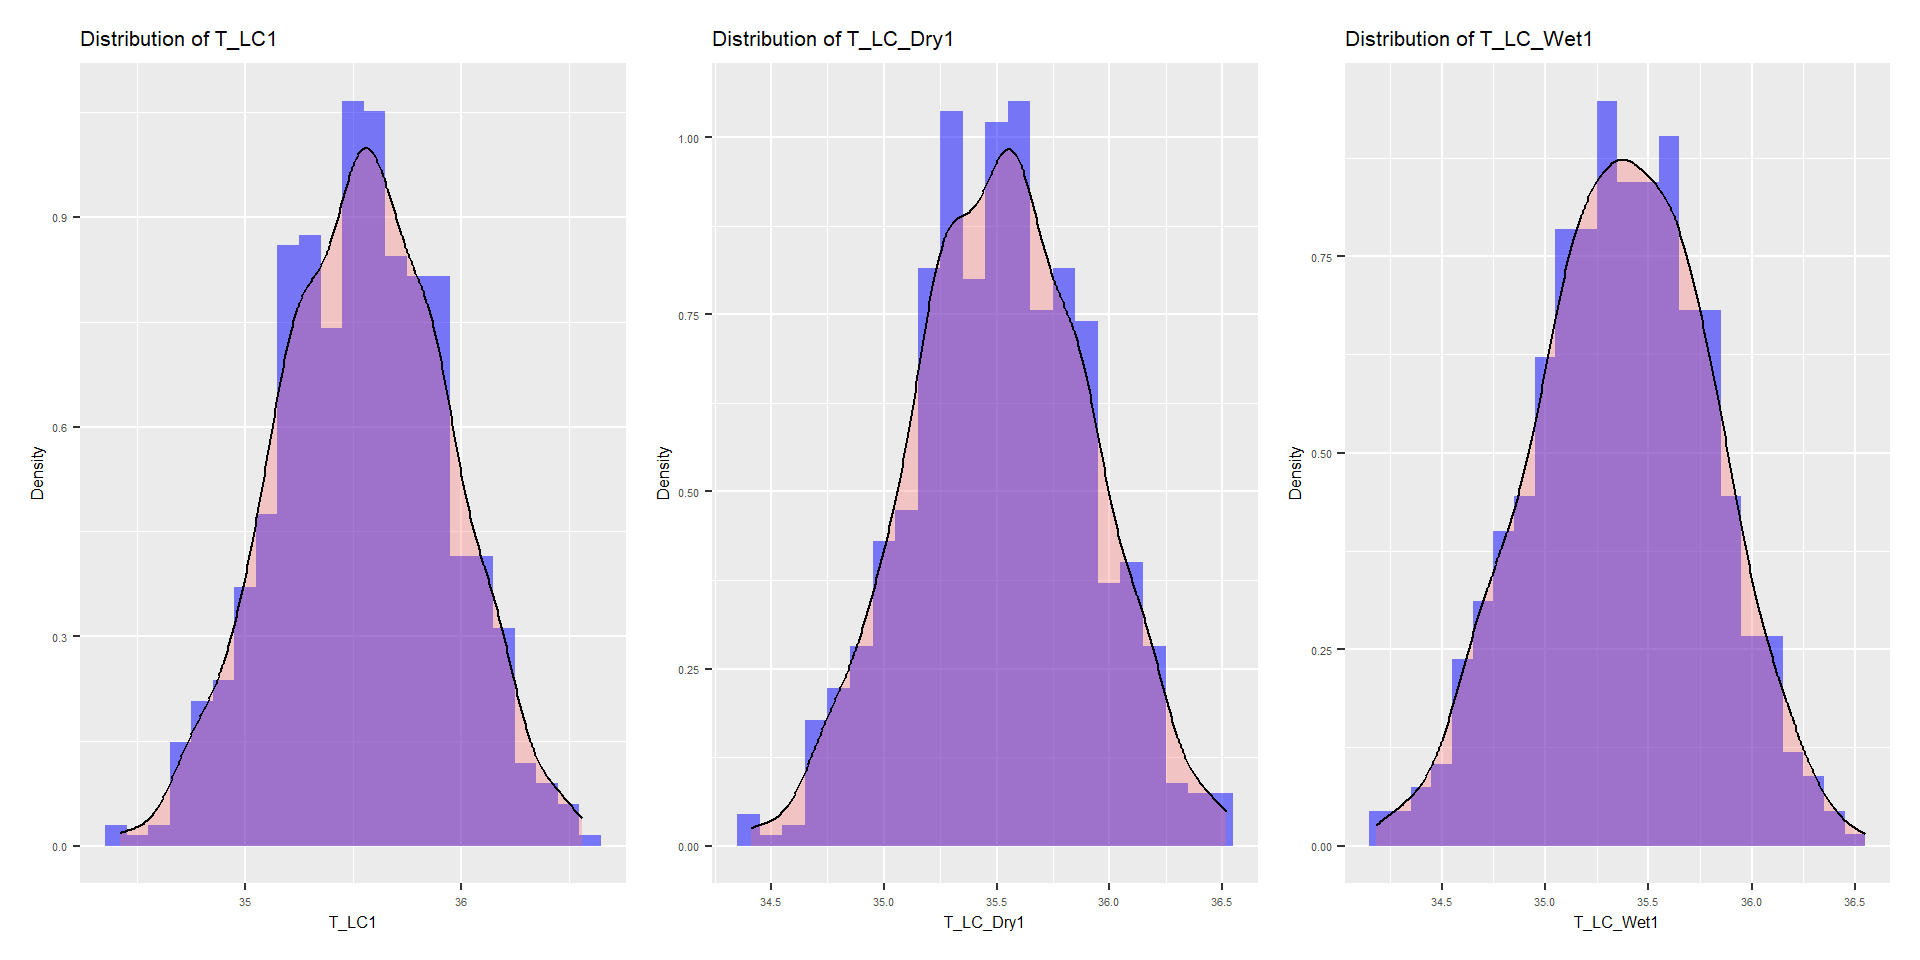 Distribution of T_LC1
Density
0.9
0.6
0.3
0.0
35
36
T_LC1
Distribution of T_LC_Dry1
Density
1.00
0.75
0.50
0.25
0.00
34.5
35.0
35.5
36.0
36.5
T_LC_Dry1
Distribution of T_LC_Wet1
Density
0.75
0.50
0.25
0.00
34.5
35.0
35.5
36.0
36.5
T_LC_Wet1